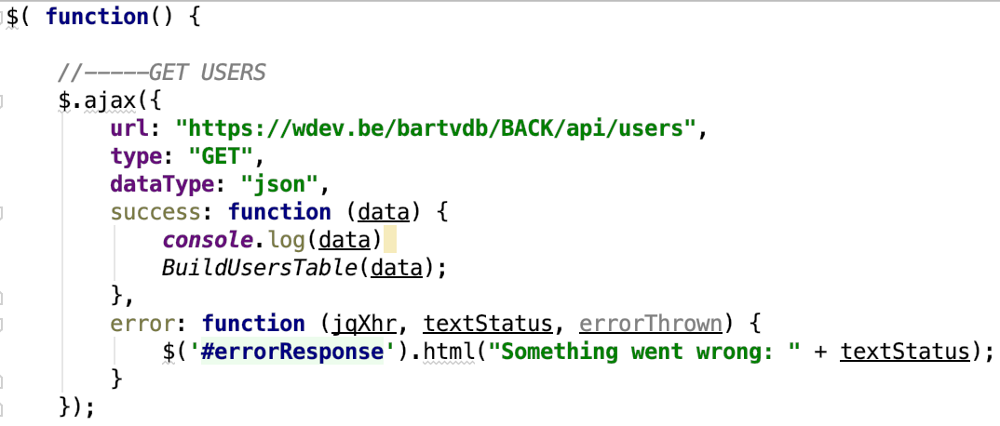 $( function() {
//-----GET USERS
$.ajax({
url: "https://wdev.be/bartvdb/BACK/api/users",
type: "GET",
dataType: "json",
success: function (data) {
console.log(data)
BuildUsersTable(data);
},
error: function (jqXhr, textStatus, errorThrown) {
$('#errorResponse').html("Something went wrong: " + textStatus);
}
});